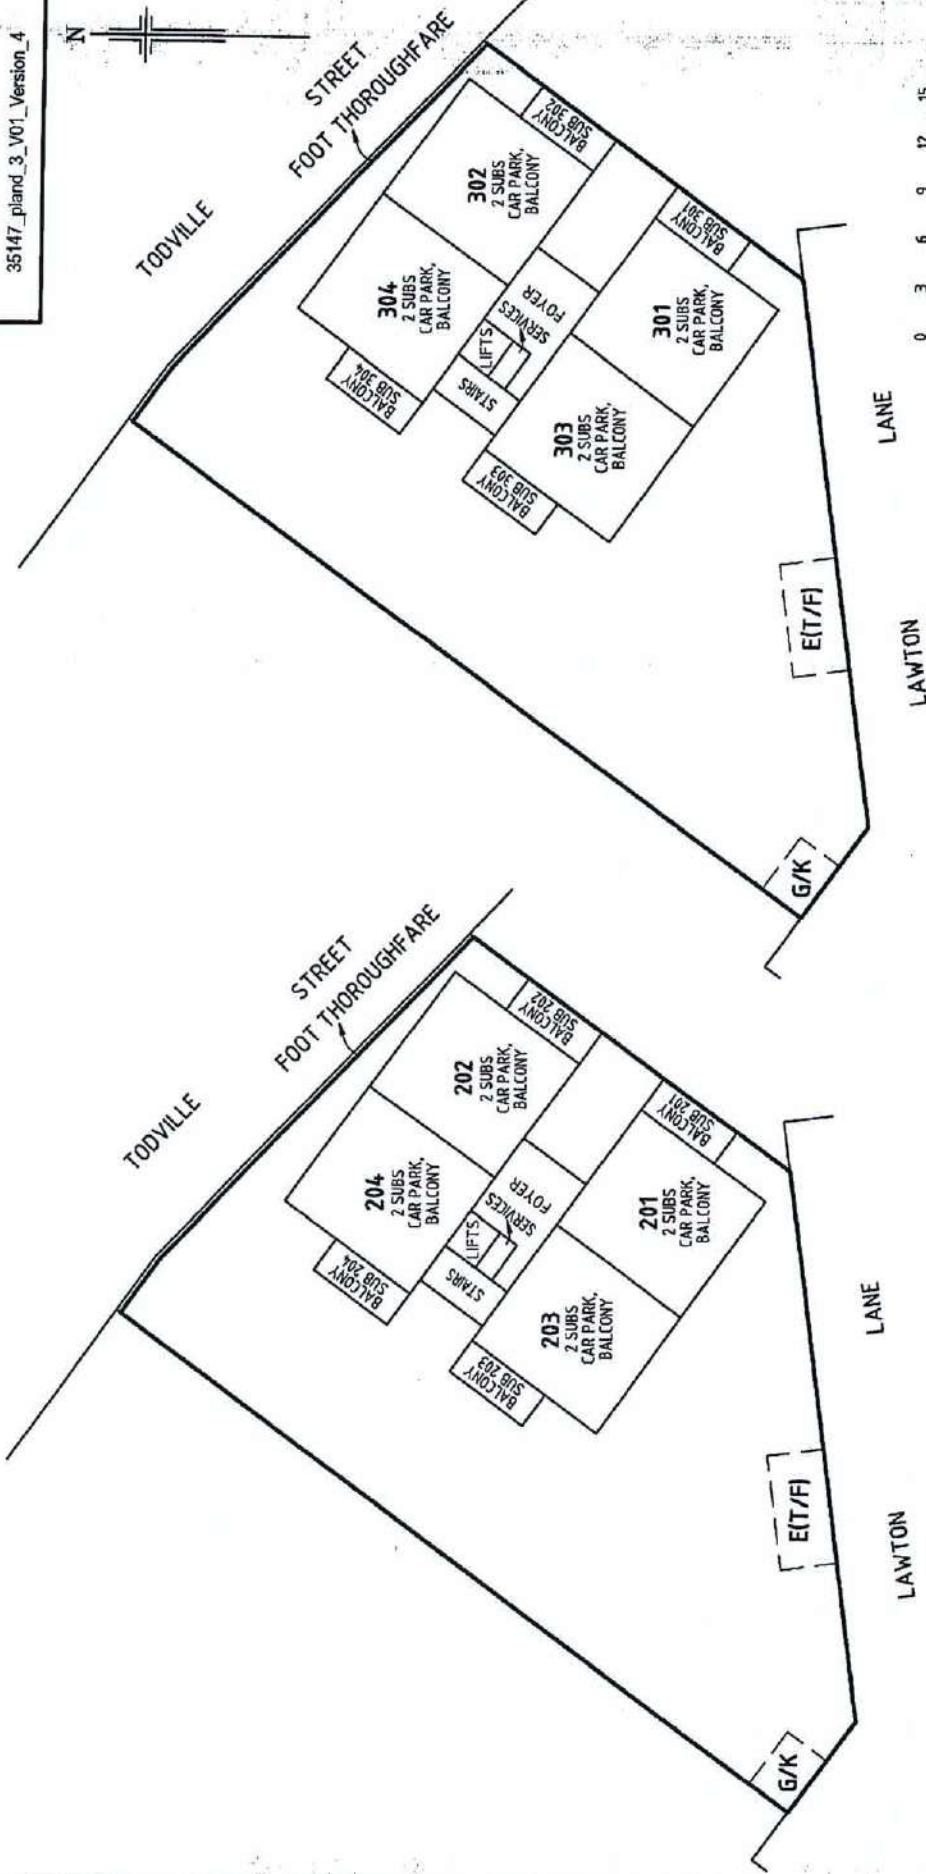 35147_pland_3_V01_Version_4
N
TODVILLE
STREET
FOOT THOROUGHFARE
302
2 SUBS
CAR PARK,
BALCONY
BALCONY
SUB 302
304
2 SUBS
CAR PARK,
BALCONY
BALCONY
SUB 304
FOYER
SERVICES
LIFTS
STAIRS
BALCONY
SUB 301
301
2 SUBS
CAR PARK,
BALCONY
303
2 SUBS
CAR PARK,
BALCONY
BALCONY
SUB 303
E(T/F)
G/K
LAWTON
LANE
0 3 6 9 12 15
TODVILLE
STREET
FOOT THOROUGHFARE
202
2 SUBS
CAR PARK,
BALCONY
BALCONY
SUB 202
204
2 SUBS
CAR PARK,
BALCONY
BALCONY
SUB 204
FOYER
SERVICES
LIFTS
STAIRS
BALCONY
SUB 201
201
2 SUBS
CAR PARK,
BALCONY
203
2 SUBS
CAR PARK,
BALCONY
BALCONY
SUB 203
E(T/F)
G/K
LAWTON
LANE